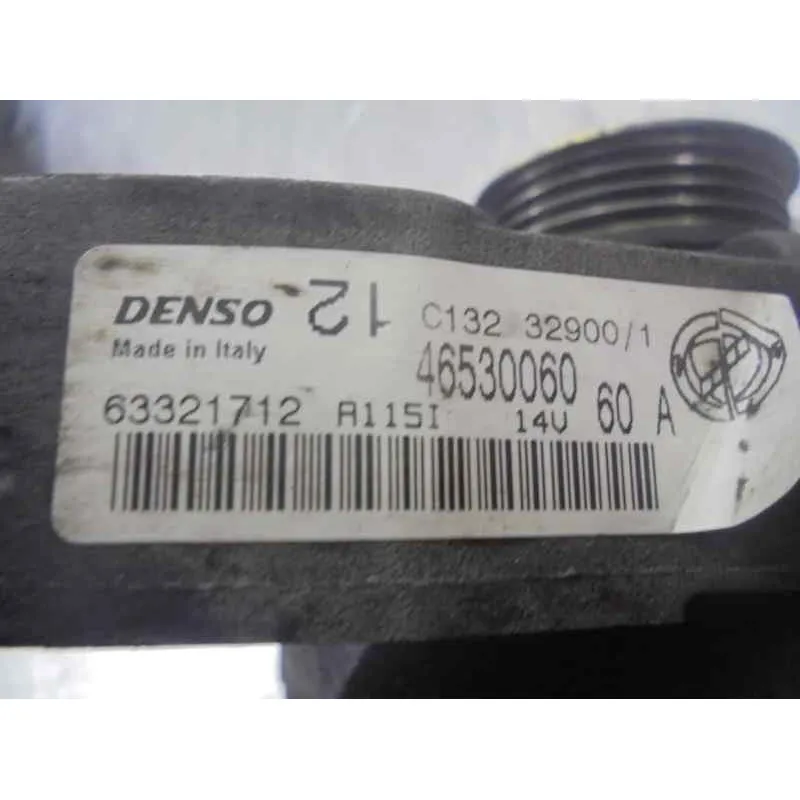 DENSO 12 C132 32900/1
Made in Italy 46530060
63321712 A115I 14V 60 A